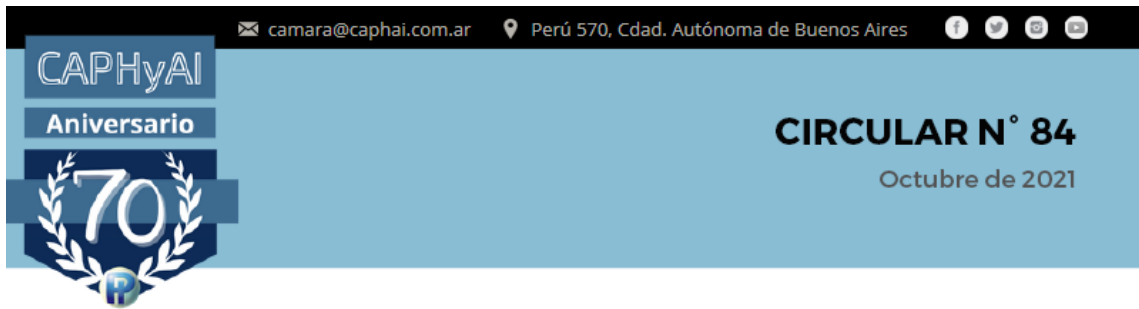 camara@caphai.com.ar Perú 570, Cdad. Autónoma de Buenos Aires
CAPHyAI
Aniversario
70
CIRCULAR N° 84
Octubre de 2021